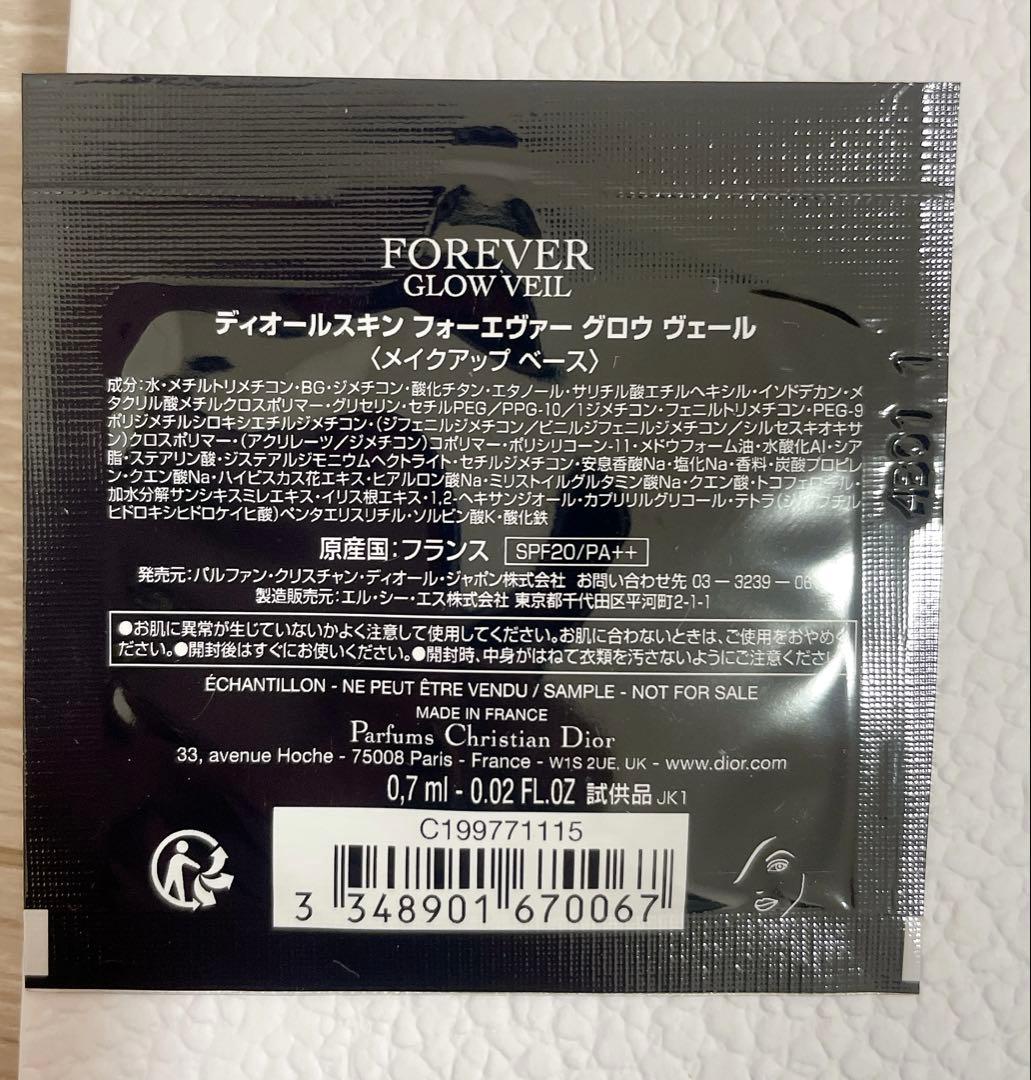 FOREVER
GLOW VEIL
ディオールスキン フォーエヴァー グロウ ヴェール
〈メイクアップ ベース〉
成分:水・メチルトリメチコン・BG・ジメチコン・酸化チタン・エタノール・サリチル酸エチルヘキシル・イソドデカン・メ
タクリル酸メチルクロスポリマー・グリセリン・セチルPEG/PPG-10/1ジメチコン・フェニルトリメチコン・PEG-9
ポリジメチルシロキシエチルジメチコン・(ジフェニルジメチコン/ビニルジフェニルジメチコン/シルセスキオキサ
ン)クロスポリマー・(アクリレーツ/ジメチコン)コポリマー・ポリシリコーン-11・メドウフォーム油・水酸化Al・シア
脂・ステアリン酸・ジステアルジモニウムヘクトライト・セチルジメチコン・安息香酸Na・塩化Na・香料・炭酸プロピレ
ン・クエン酸Na・ハイビスカス花エキス・ヒアルロン酸Na・ミリストイルグルタミン酸Na・クエン酸・トコフェロール・
加水分解サンシキスミレエキス・イリス根エキス・1,2-ヘキサンジオール・カプリリルグリコール・テトラ(ジ-t-ブチル
ヒドロキシヒドロケイヒ酸)ペンタエリスリチル・ソルビン酸K・酸化鉄
原産国:フランス SPF20/PA++
発売元:パルファン・クリスチャン・ディオール・ジャポン株式会社 お問い合わせ先 03-3239-
製造販売元:エル・シー・エス株式会社 東京都千代田区平河町2-1-1
●お肌に異常が生じていないかよく注意して使用してください。お肌に合わないときは、ご使用をおやめく
ださい。●開封後はすぐにお使いください。●開封時、中身がはねて衣類を汚さないようにご注意くださ
ÉCHANTILLON - NE PEUT ÊTRE VENDU / SAMPLE - NOT FOR SALE
MADE IN FRANCE
Parfums Christian Dior
33, avenue Hoche - 75008 Paris - France - W1S 2UE, UK - www.dior.com
0,7 ml - 0.02 FL.OZ 試供品 JK1
C199771115
3 348901 670067
4B01 1